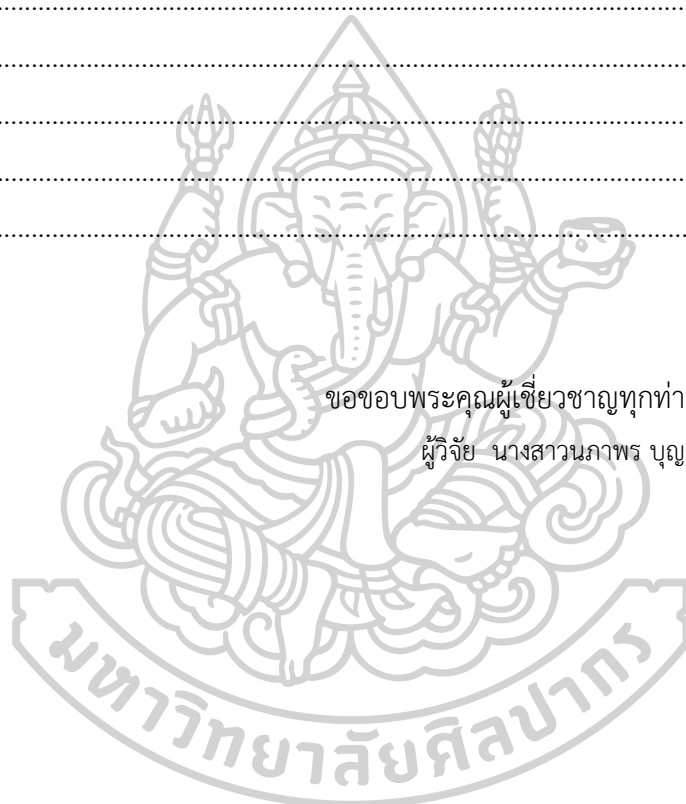 ขอขอบพระคุณผู้เชี่ยวชาญทุกท่า
ผู้วิจัย นางสาวนภาพร บุญ
มหาวิทยาลัยศิลปากร